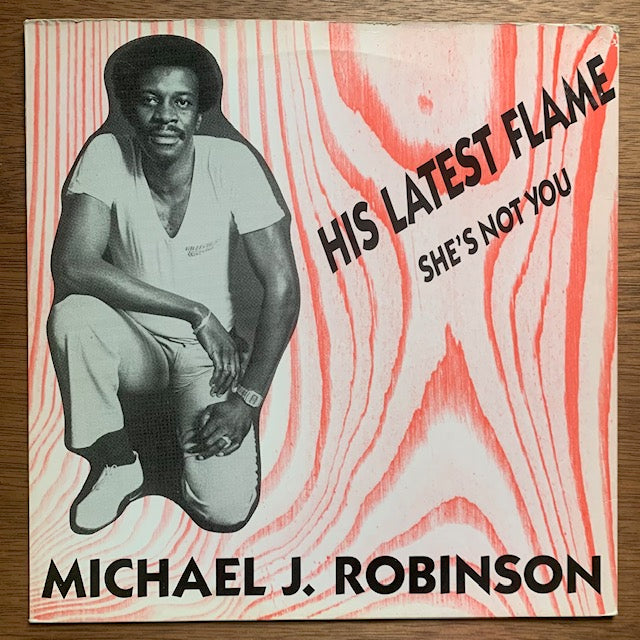 HIS LATEST FLAME
SHE'S NOT YOU
MICHAEL J. ROBINSON